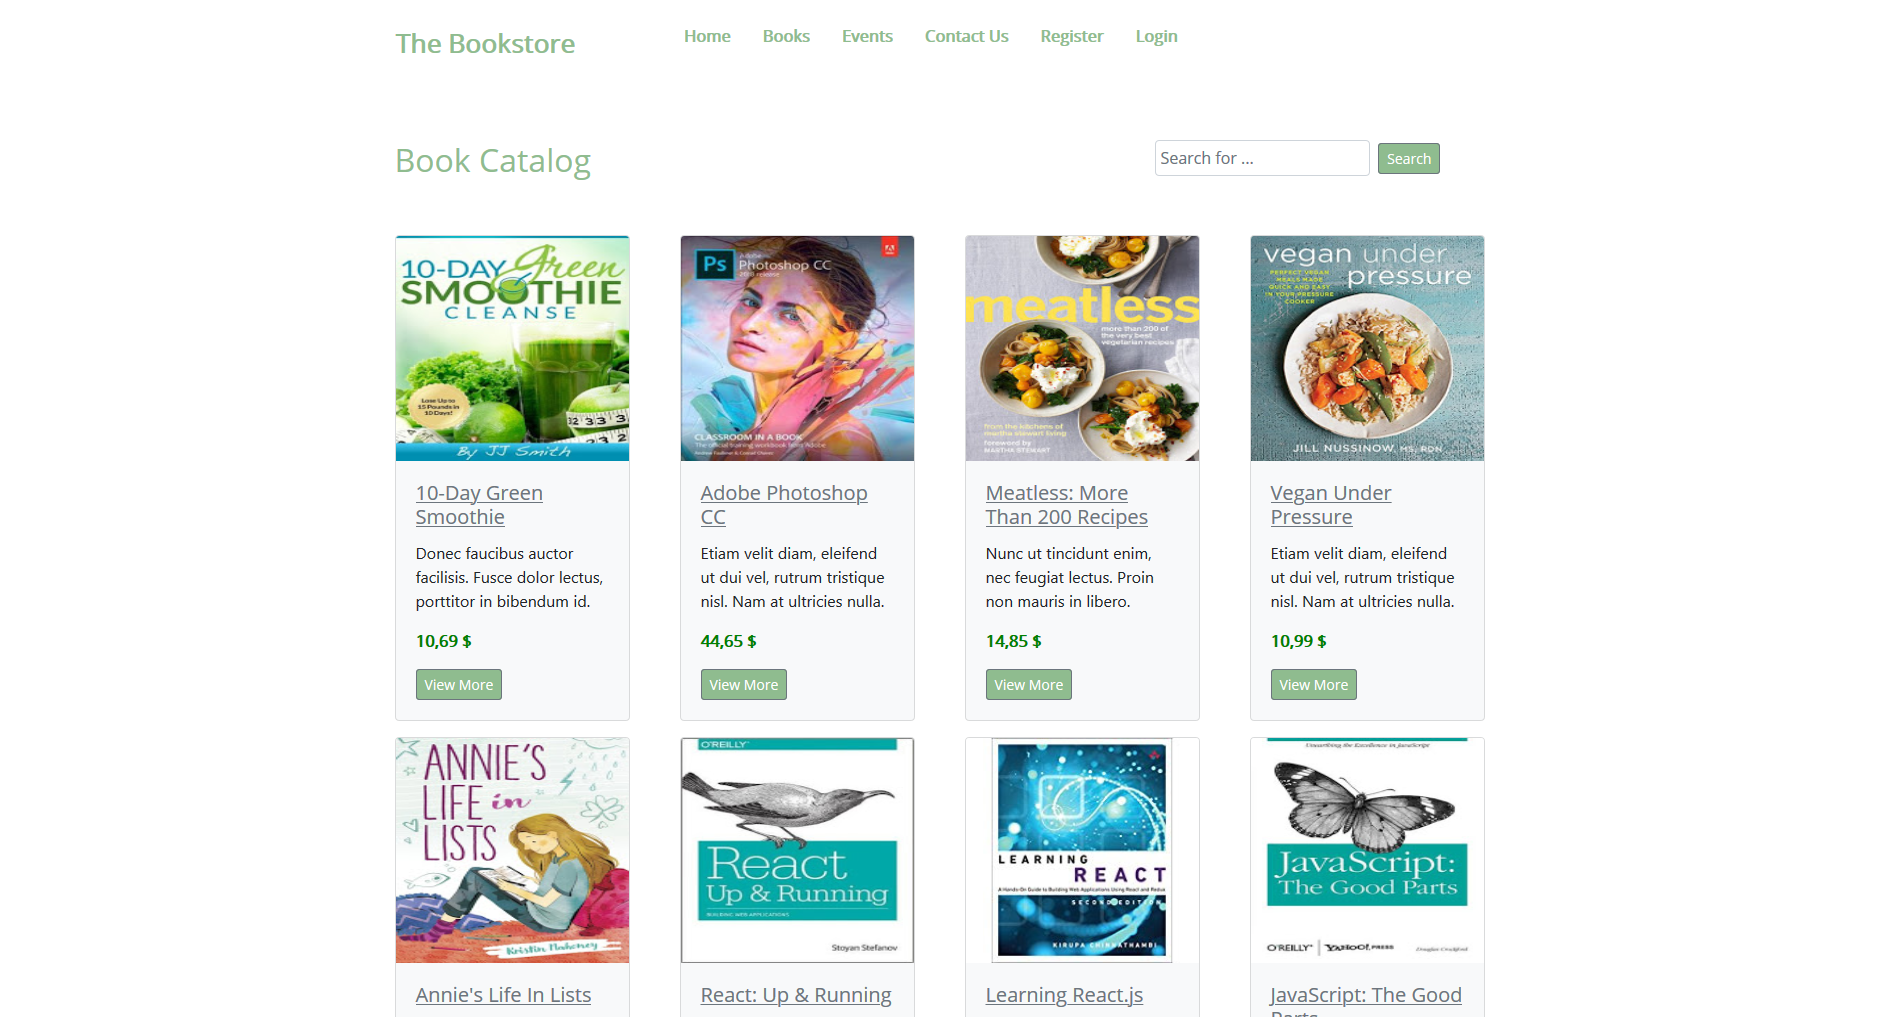 The Bookstore
Home Books Events Contact Us Register Login
Book Catalog
Search for ...
Search
10-DAY Green
SMOOTHIE
CLEANSE
Lose Up to
15 Pounds in
10 Days!
By JJ Smith
Ps
Adobe
Photoshop CC
2018 release
CLASSROOM IN A BOOK
The official training workbook from Adobe
meatless
more than 200 of
the very best
vegetarian recipes
from the kitchens of
martha stewart living
foreword by
MARTHA STEWART
vegan under
pressure
PERFECT VEGAN
MEALS MADE
QUICK AND EASY
IN YOUR PRESSURE
COOKER
JILL NUSSINOW, MS, RDN
10-Day Green
Smoothie
Donec faucibus auctor
facilisis. Fusce dolor lectus,
porttitor in bibendum id.
10,69 $
View More
Adobe Photoshop
CC
Etiam velit diam, eleifend
ut dui vel, rutrum tristique
nisl. Nam at ultricies nulla.
44,65 $
View More
Meatless: More
Than 200 Recipes
Nunc ut tincidunt enim,
nec feugiat lectus. Proin
non mauris in libero.
14,85 $
View More
Vegan Under
Pressure
Etiam velit diam, eleifend
ut dui vel, rutrum tristique
nisl. Nam at ultricies nulla.
10,99 $
View More
ANNIE'S
LIFE in
LISTS
Kristin Mahoney
O'REILLY
React
Up & Running
BUILDING WEB APPLICATIONS
Stoyan Stefanov
LEARNING
REACT
A Hands-On Guide to Building Web Applications Using React and Redux
SECOND EDITION
KIRUPA CHINNATHAMBI
Unearthing the Excellence in JavaScript
JavaScript:
The Good Parts
O'REILLY YAHOO! PRESS
Douglas Crockford
Annie's Life In Lists
React: Up & Running
Learning React.js
JavaScript: The Good
Parts